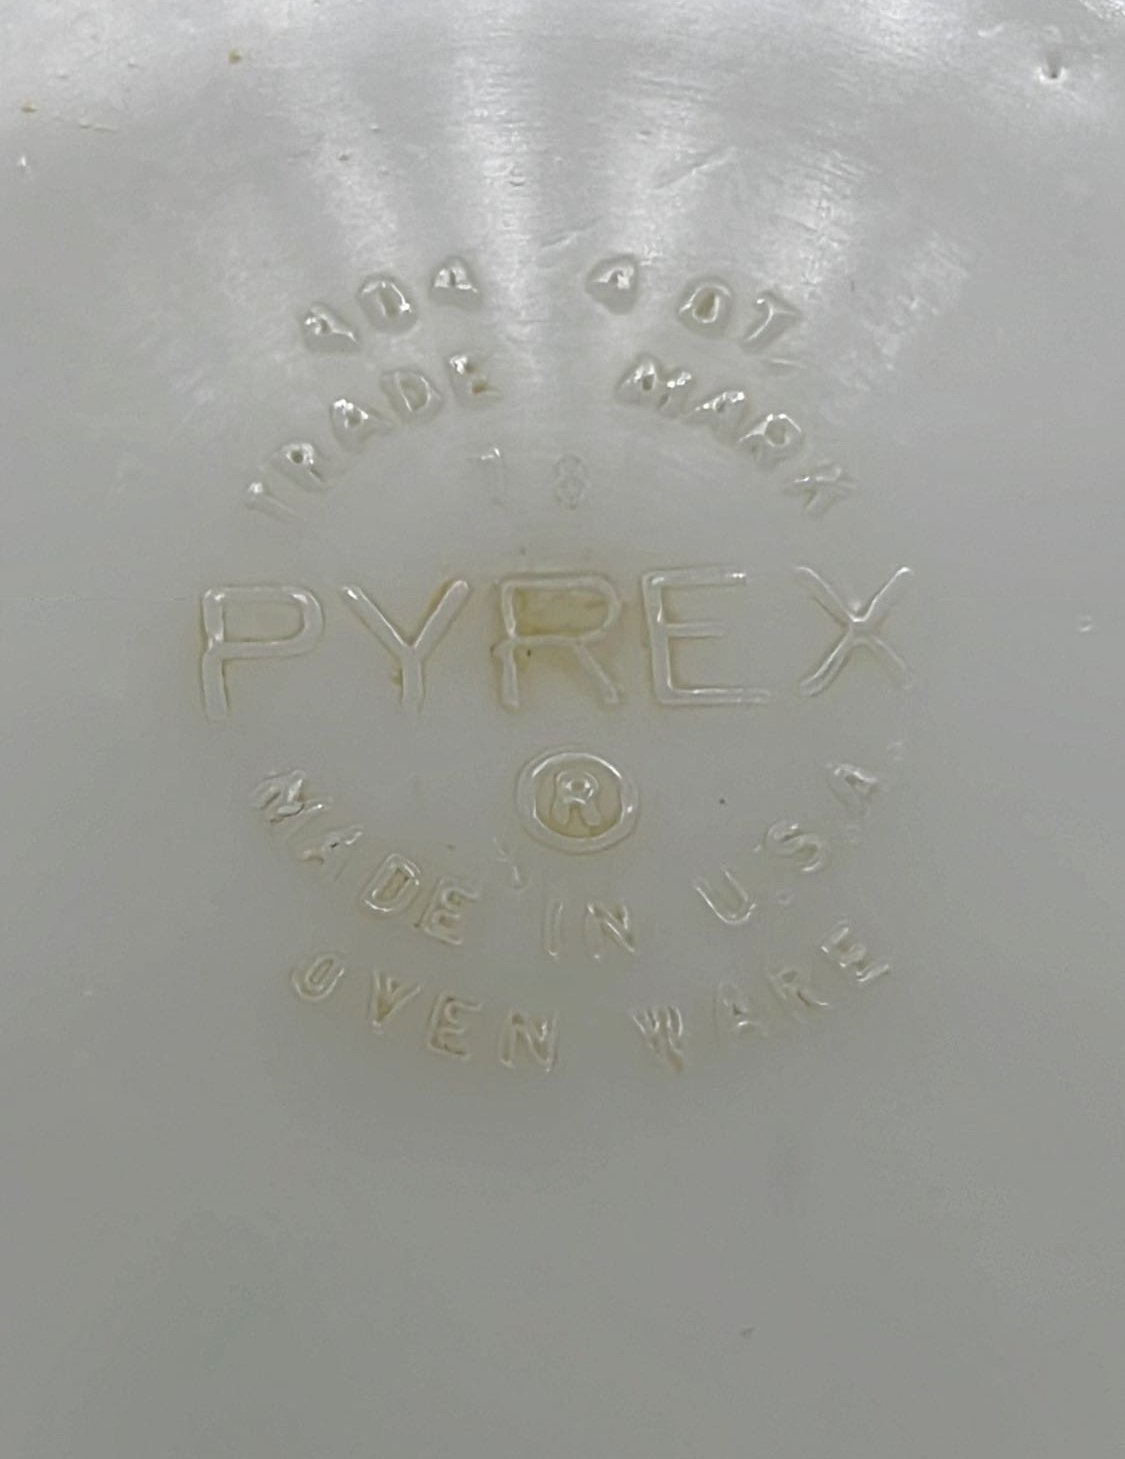 404 4 QT.
TRADE MARK
18
PYREX
®
MADE IN U.S.A.
OVEN WARE